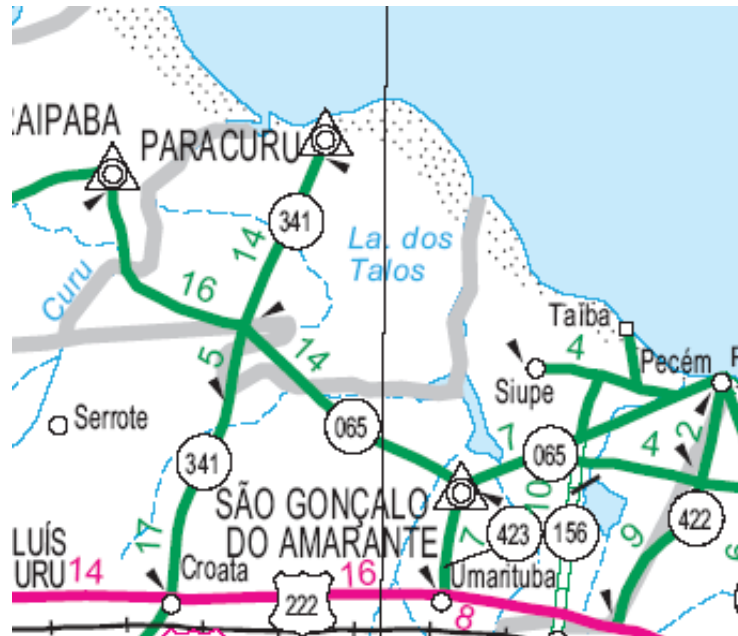 AIPABA
PARACURU
341
14
La. dos
Talos
Curu
16
Taíba
5
14
4
Pecém
Siupe
Serrote
065
7
065
4
2
341
SÃO GONÇALO
DO AMARANTE
10
423
156
422
17
7
9
LUÍS
URU
14
Croata
16
Umarituba
6
222
8